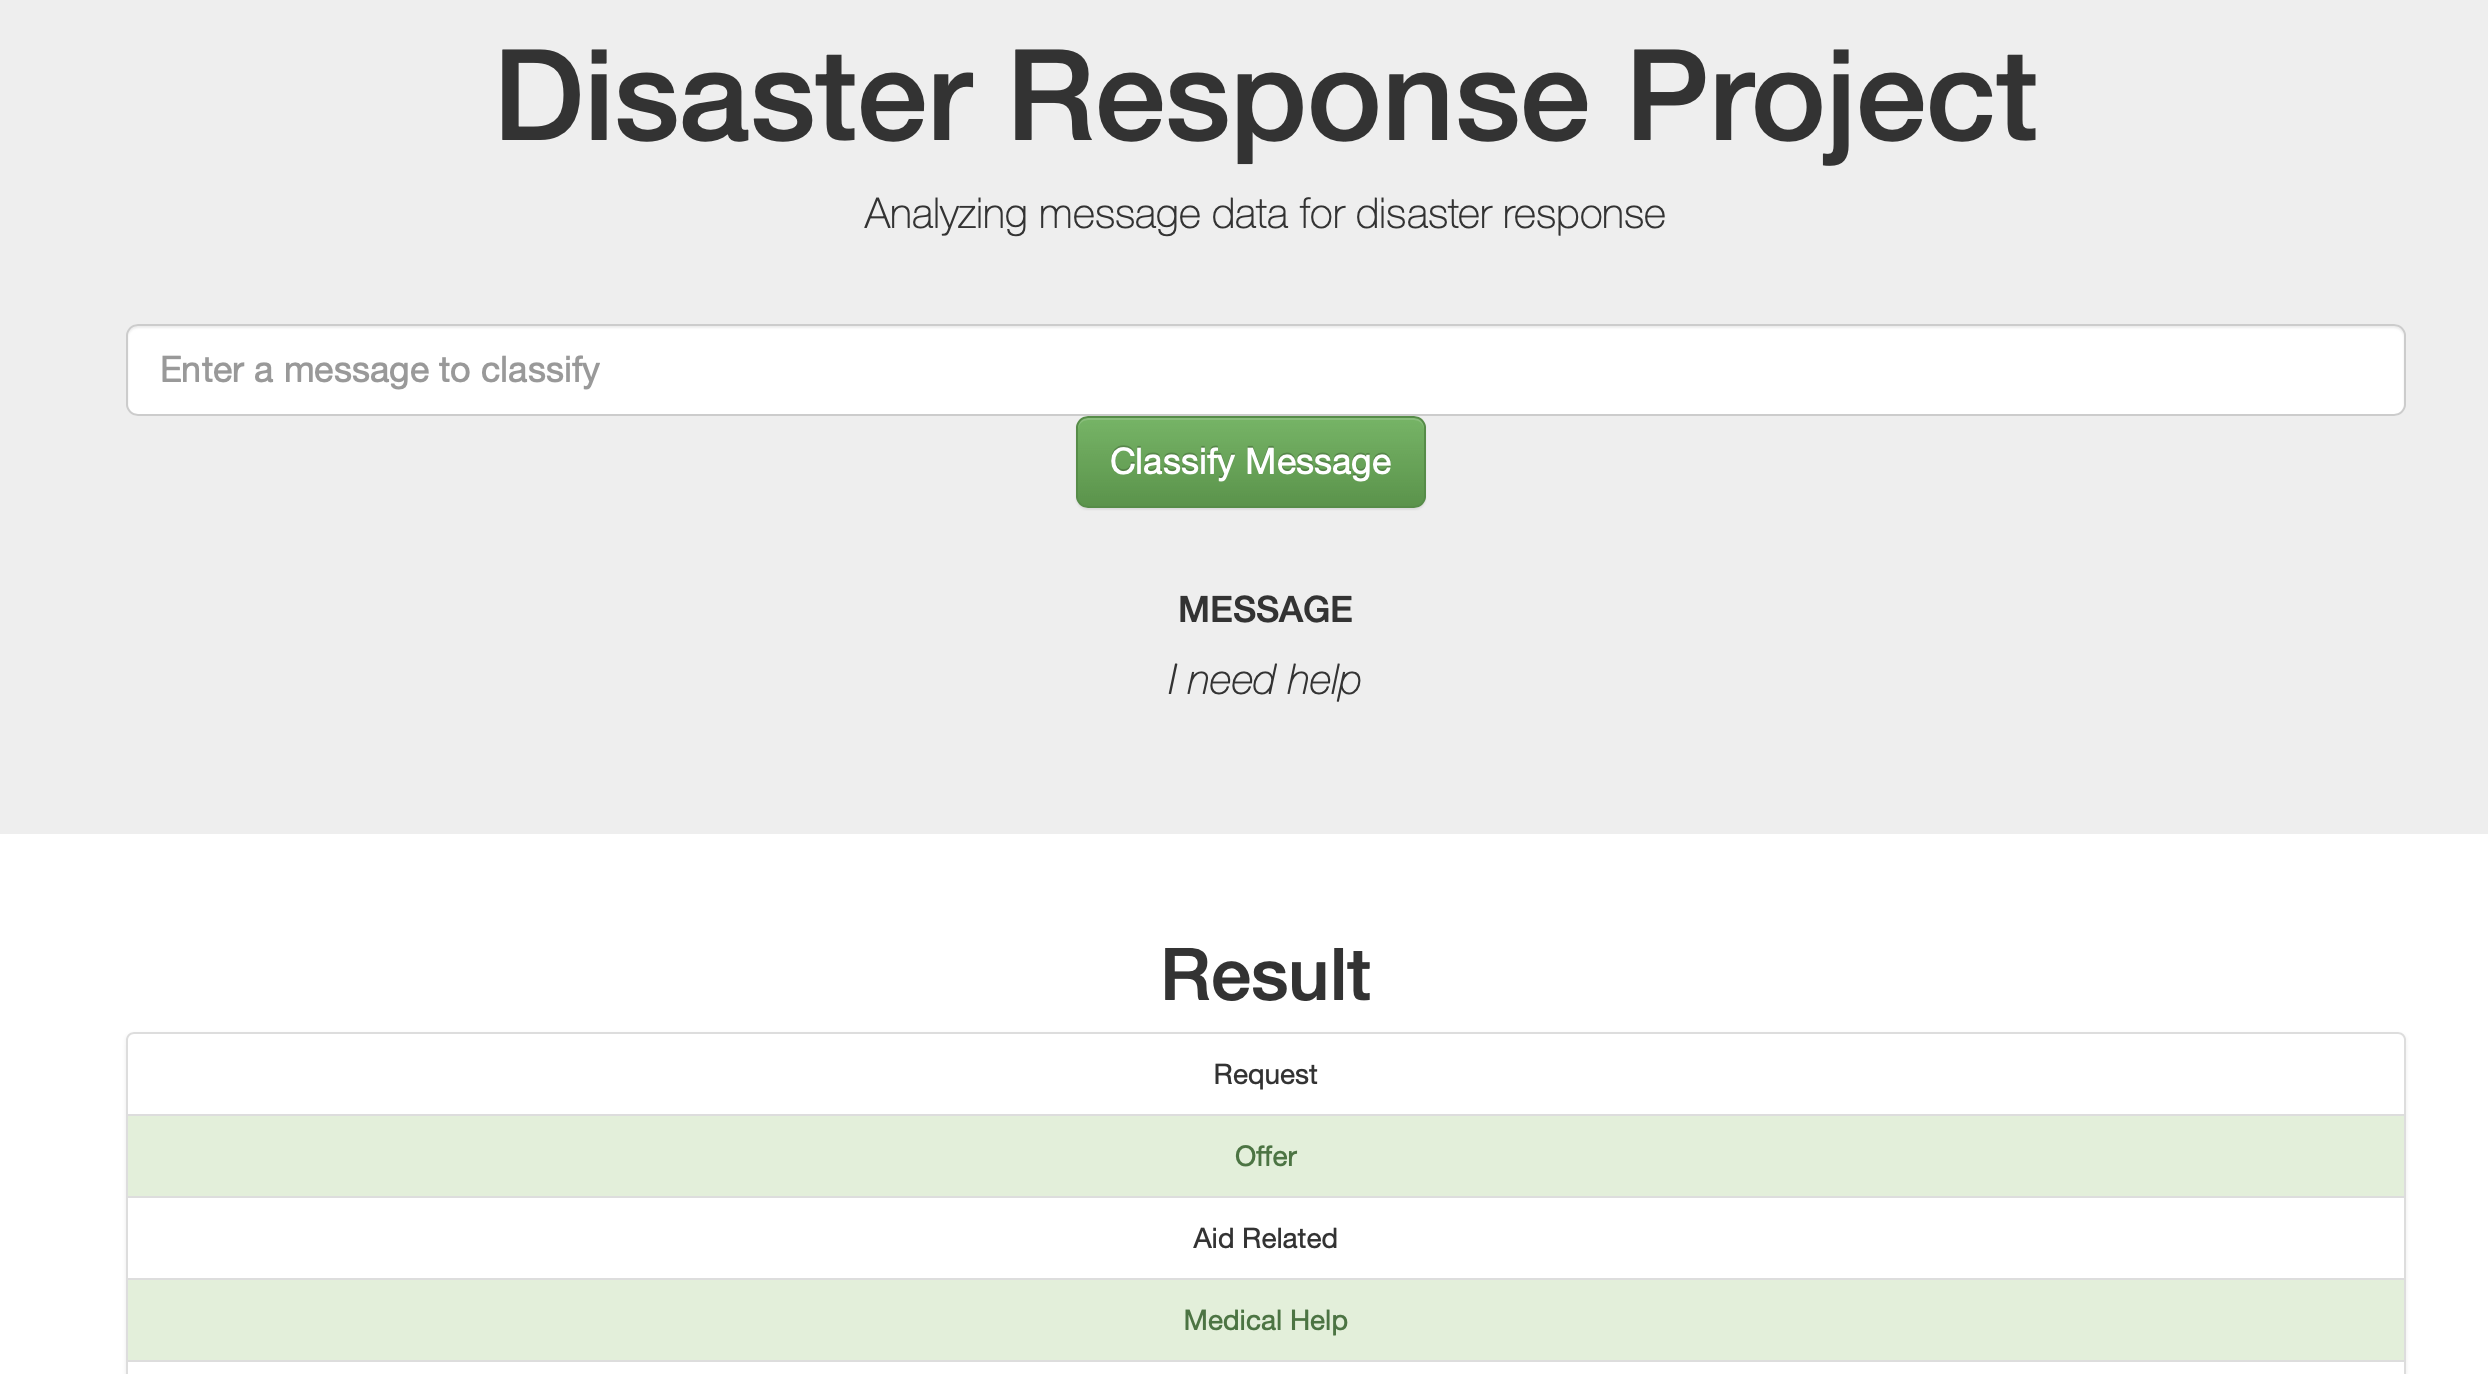 Disaster Response Project
Analyzing message data for disaster response
Enter a message to classify
Classify Message
MESSAGE
I need help
Result
Request
Offer
Aid Related
Medical Help